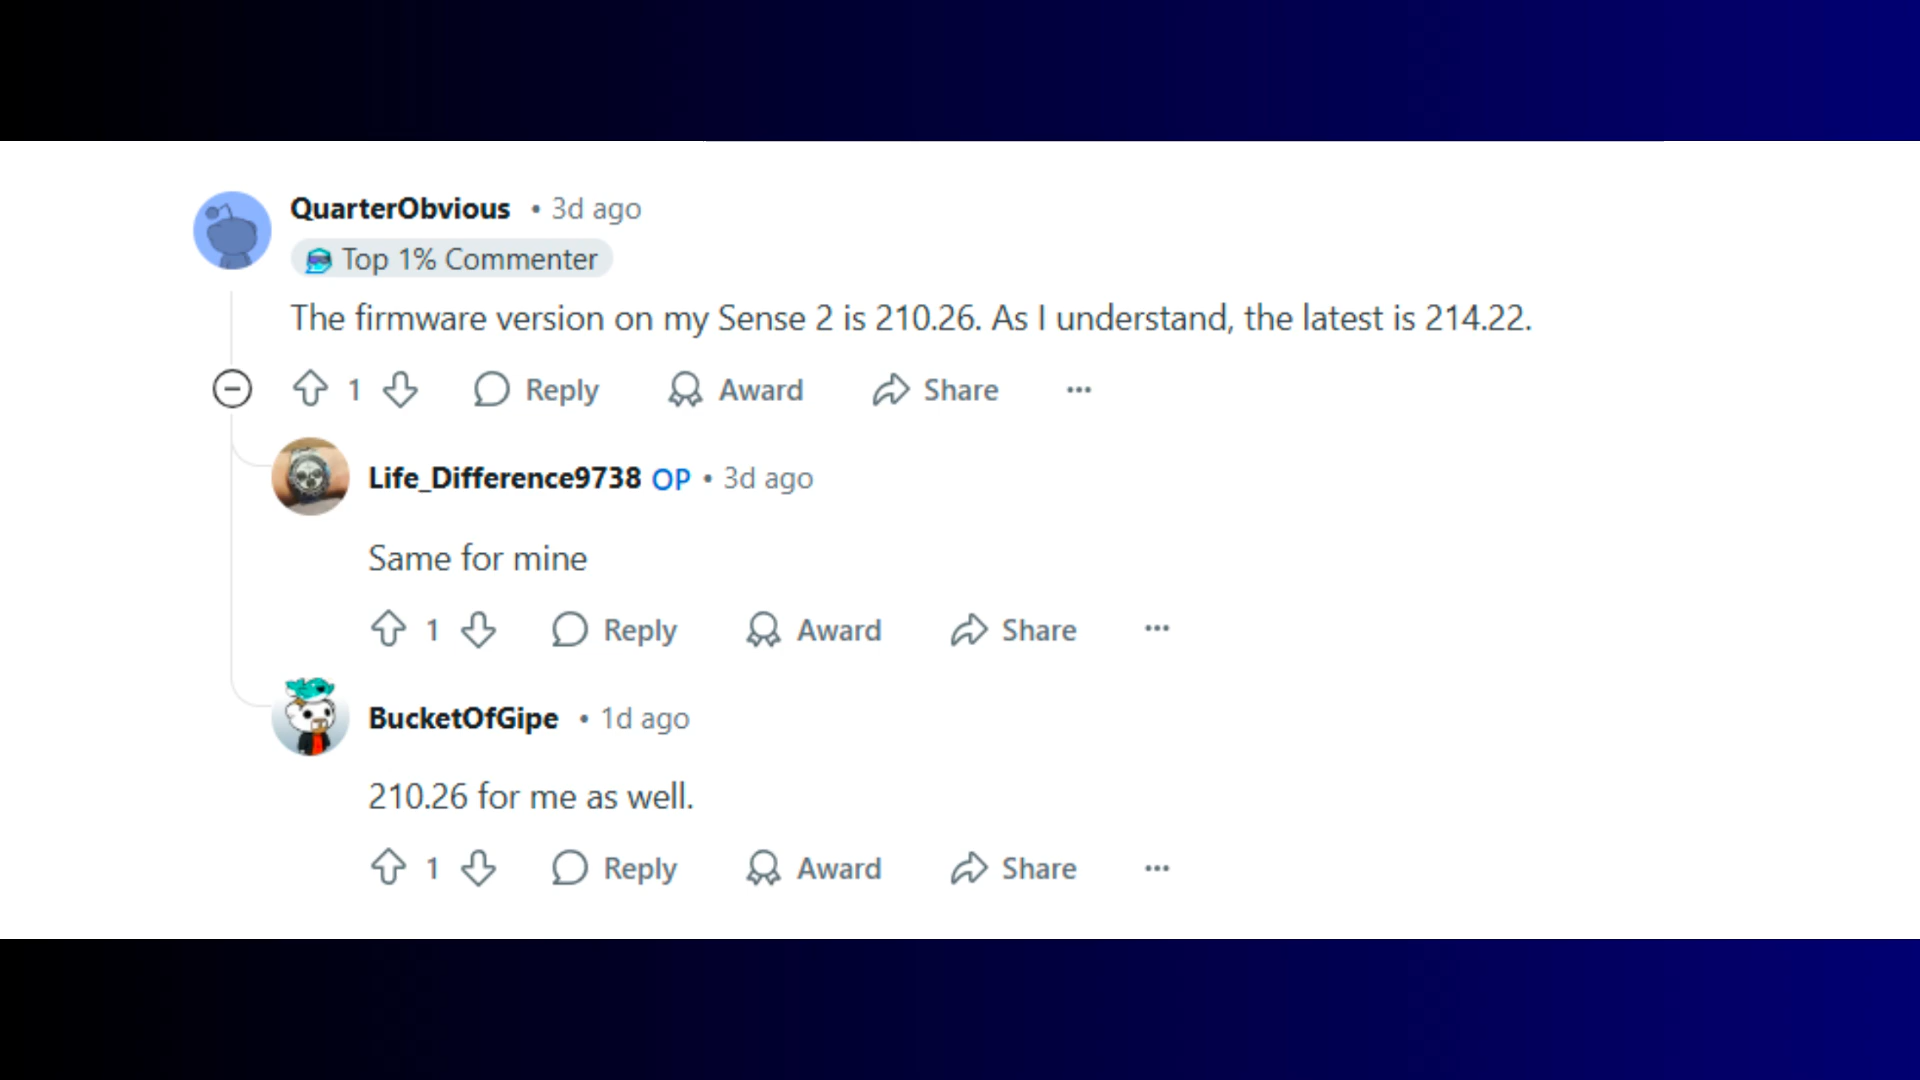 QuarterObvious • 3d ago
Top 1% Commenter
The firmware version on my Sense 2 is 210.26. As I understand, the latest is 214.22.
1 Reply Award Share ...
Life_Difference9738 OP • 3d ago
Same for mine
1 Reply Award Share ...
BucketOfGipe • 1d ago
210.26 for me as well.
1 Reply Award Share ...